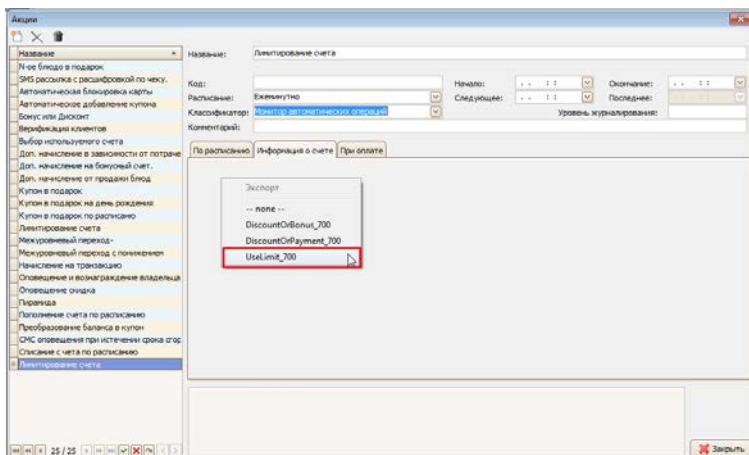 Акции
Название
N-ое блюдо в подарок
SMS рассылка с расшифровкой по чеку.
Автоматическая блокировка карты
Автоматическое добавление купона
Бонус или Дисконт
Верификация клиентов
Выбор используемого счета
Доп. начисление в зависимости от потраче
Доп. начисление на бонусный счет.
Доп. начисление от продажи блюд
Купон в подарок
Купон в подарок на день рождения
Купон в подарок по расписанию
Лимитирование счета
Межуровневый переход-
Межуровневый переход с понижением
Начисление на транзакцию
Оповещение и вознаграждение владельца
Оповещение скидка
Пирамида
Пополнение счета по расписанию
Преобразование баланса в купон
СМС оповещения при истечении срока сгор
Списание с чета по расписанию
Лимитирование счета
25 / 25
Название: Лимитирование счета
Код: Начало: Окончание:
Расписание: Ежеминутно Следующее: Последнее:
Классификатор: Монитор автоматических операций Уровень журналирования:
Комментарий:
По расписанию Информация о счете При оплате
Экспорт
-- none --
DiscountOrBonus_700
DiscountOrPayment_700
UseLimit_700
Закрыть